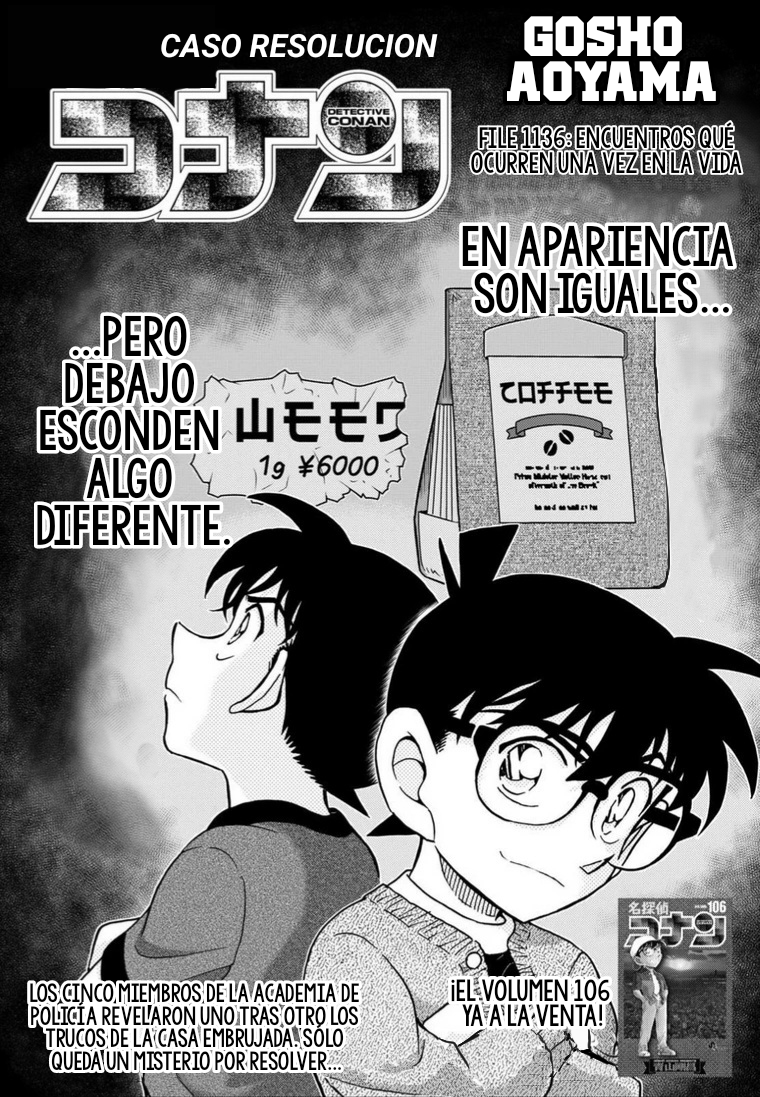 CASO RESOLUCION
コナン
DETECTIVE
CONAN
GOSHO
AOYAMA
FILE 1136: ENCUENTROS QUÉ
OCURREN UNA VEZ EN LA VIDA
EN APARIENCIA
SON IGUALES...
...PERO
DEBAJO
ESCONDEN
ALGO
DIFERENTE.
1g ¥6000
COFFEE
LOS CINCO MIEMBROS DE LA ACADEMIA DE
POLICÍA REVELARON UNO TRAS OTRO LOS
TRUCOS DE LA CASA EMBRUJADA. SÓLO
QUEDA UN MISTERIO POR RESOLVER...
¡EL VOLUMEN 106
YA A LA VENTA!
名探偵
106
コナン